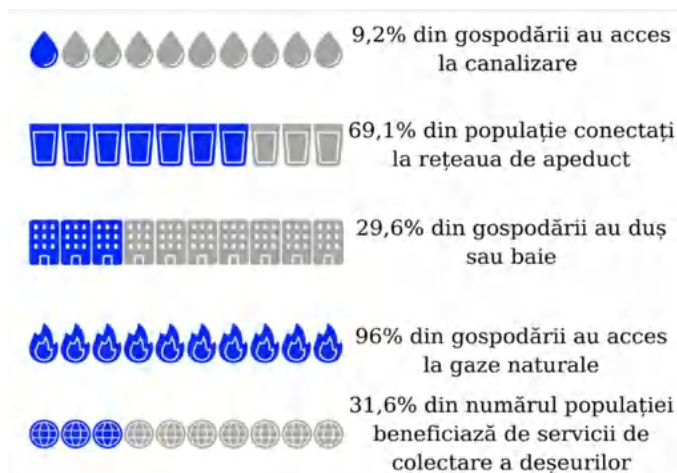 9,2% din gospodării au acces
la canalizare
69,1% din populație conectați
la rețeaua de apeduct
29,6% din gospodării au duș
sau baie
96% din gospodării au acces
la gaze naturale
31,6% din numărul populației
beneficiază de servicii de
colectare a deșeurilor